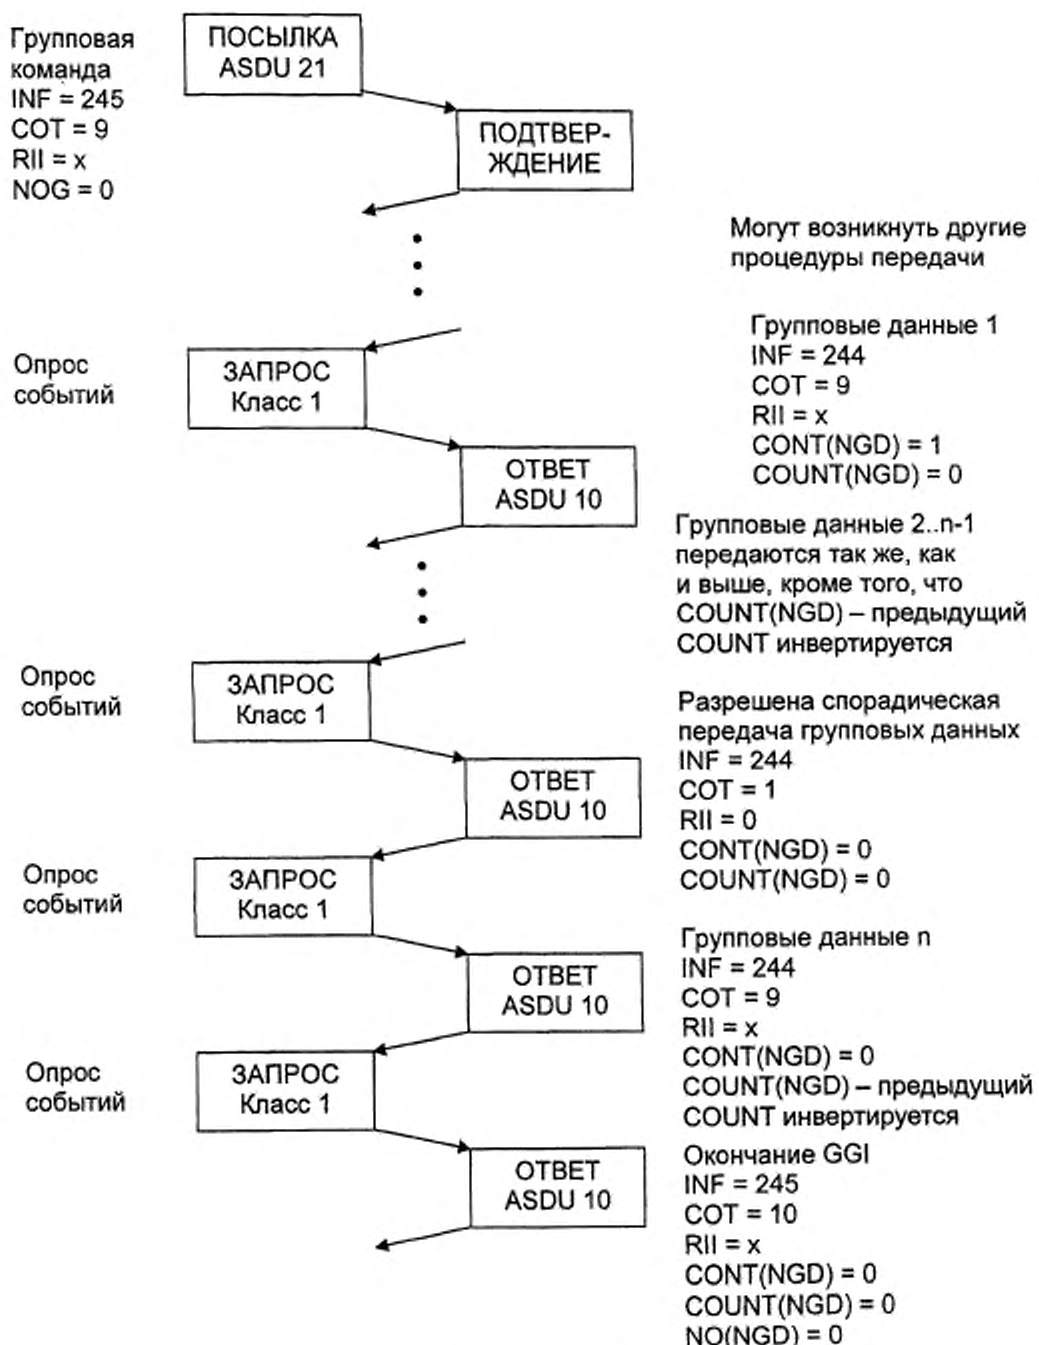 Групповая
команда
INF = 245
COT = 9
RII = x
NOG = 0
ПОСЫЛКА
ASDU 21
ПОДТВЕР-
ЖДЕНИЕ
Могут возникнуть другие
процедуры передачи
Опрос
событий
ЗАПРОС
Класс 1
Групповые данные 1
INF = 244
COT = 9
RII = x
CONT(NGD) = 1
COUNT(NGD) = 0
ОТВЕТ
ASDU 10
Групповые данные 2..n-1
передаются так же, как
и выше, кроме того, что
COUNT(NGD) – предыдущий
COUNT инвертируется
Опрос
событий
ЗАПРОС
Класс 1
Разрешена спорадическая
передача групповых данных
INF = 244
COT = 1
RII = 0
CONT(NGD) = 0
COUNT(NGD) = 0
ОТВЕТ
ASDU 10
Опрос
событий
ЗАПРОС
Класс 1
Групповые данные n
INF = 244
COT = 9
RII = x
CONT(NGD) = 0
COUNT(NGD) – предыдущий
COUNT инвертируется
ОТВЕТ
ASDU 10
Опрос
событий
ЗАПРОС
Класс 1
Окончание GGI
INF = 245
COT = 10
RII = x
CONT(NGD) = 0
COUNT(NGD) = 0
NO(NGD) = 0
ОТВЕТ
ASDU 10